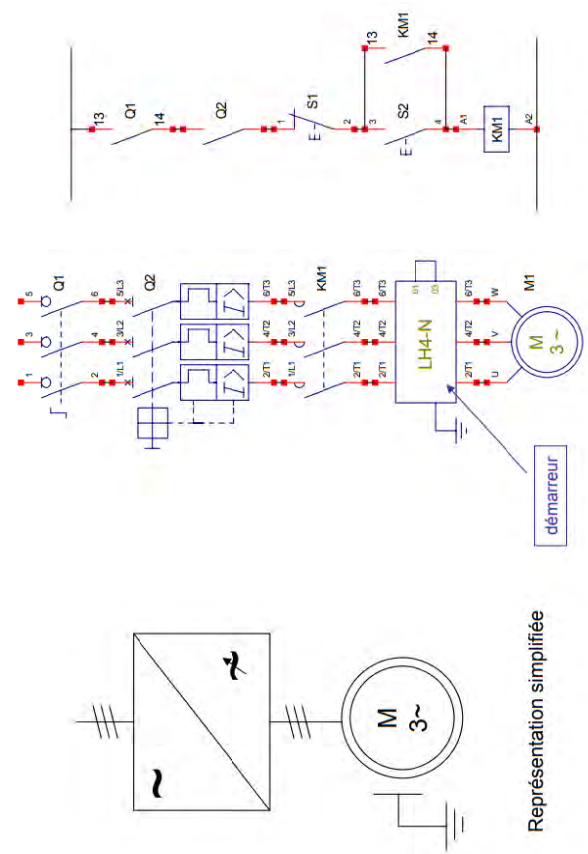 13
Q1
14
Q2
1
S1
2
3
S2
4
13
KM1
14
A1
KM1
A2
1 3 5
Q1
2 4 6
1/L1 3/L2 5/L3
Q2
I> I> I>
2/T1 4/T2 6/T3
1/L1 3/L2 5/L3
KM1
2/T1 4/T2 6/T3
2/T1 4/T2 6/T3
LH4-N
03
2/T1 4/T2 6/T3
U V W
M1
M
3~
démarreur
~
~
M
3~
Représentation simplifiée